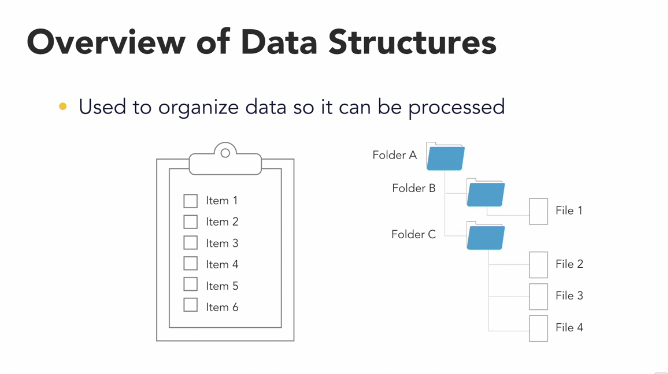 Overview of Data Structures
• Used to organize data so it can be processed
Item 1
Item 2
Item 3
Item 4
Item 5
Item 6
Folder A
Folder B
File 1
Folder C
File 2
File 3
File 4